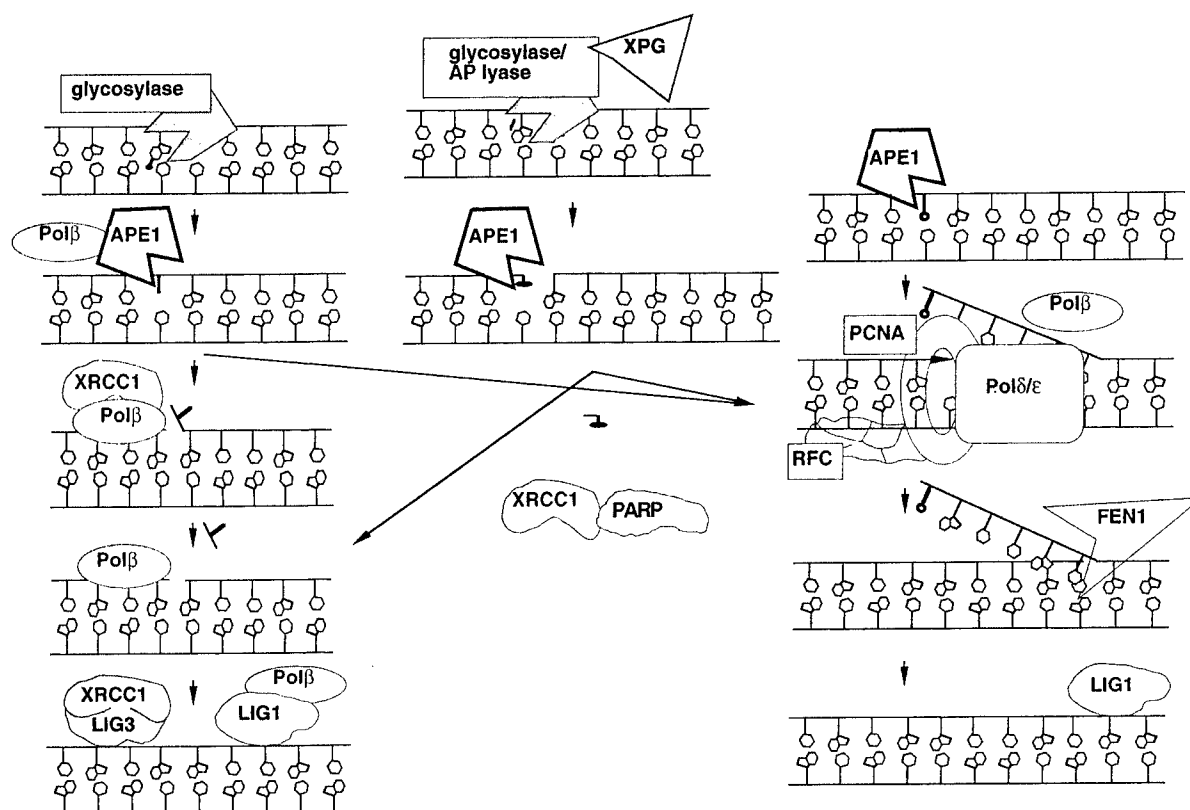 glycosylase
Polβ
APE1
XRCC1
Polβ
Polβ
XRCC1
LIG3
Polβ
LIG1
glycosylase/
AP lyase
XPG
APE1
XRCC1
PARP
APE1
Polβ
PCNA
Polδ/ε
RFC
FEN1
LIG1